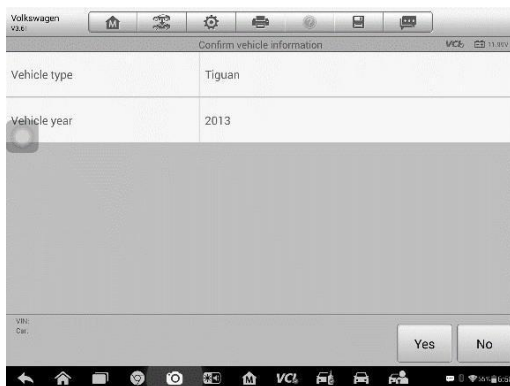 Volkswagen
Confirm vehicle information
VCI
Vehicle type Tiguan
Vehicle year 2013
VIN:
Car:
Yes No
VCI